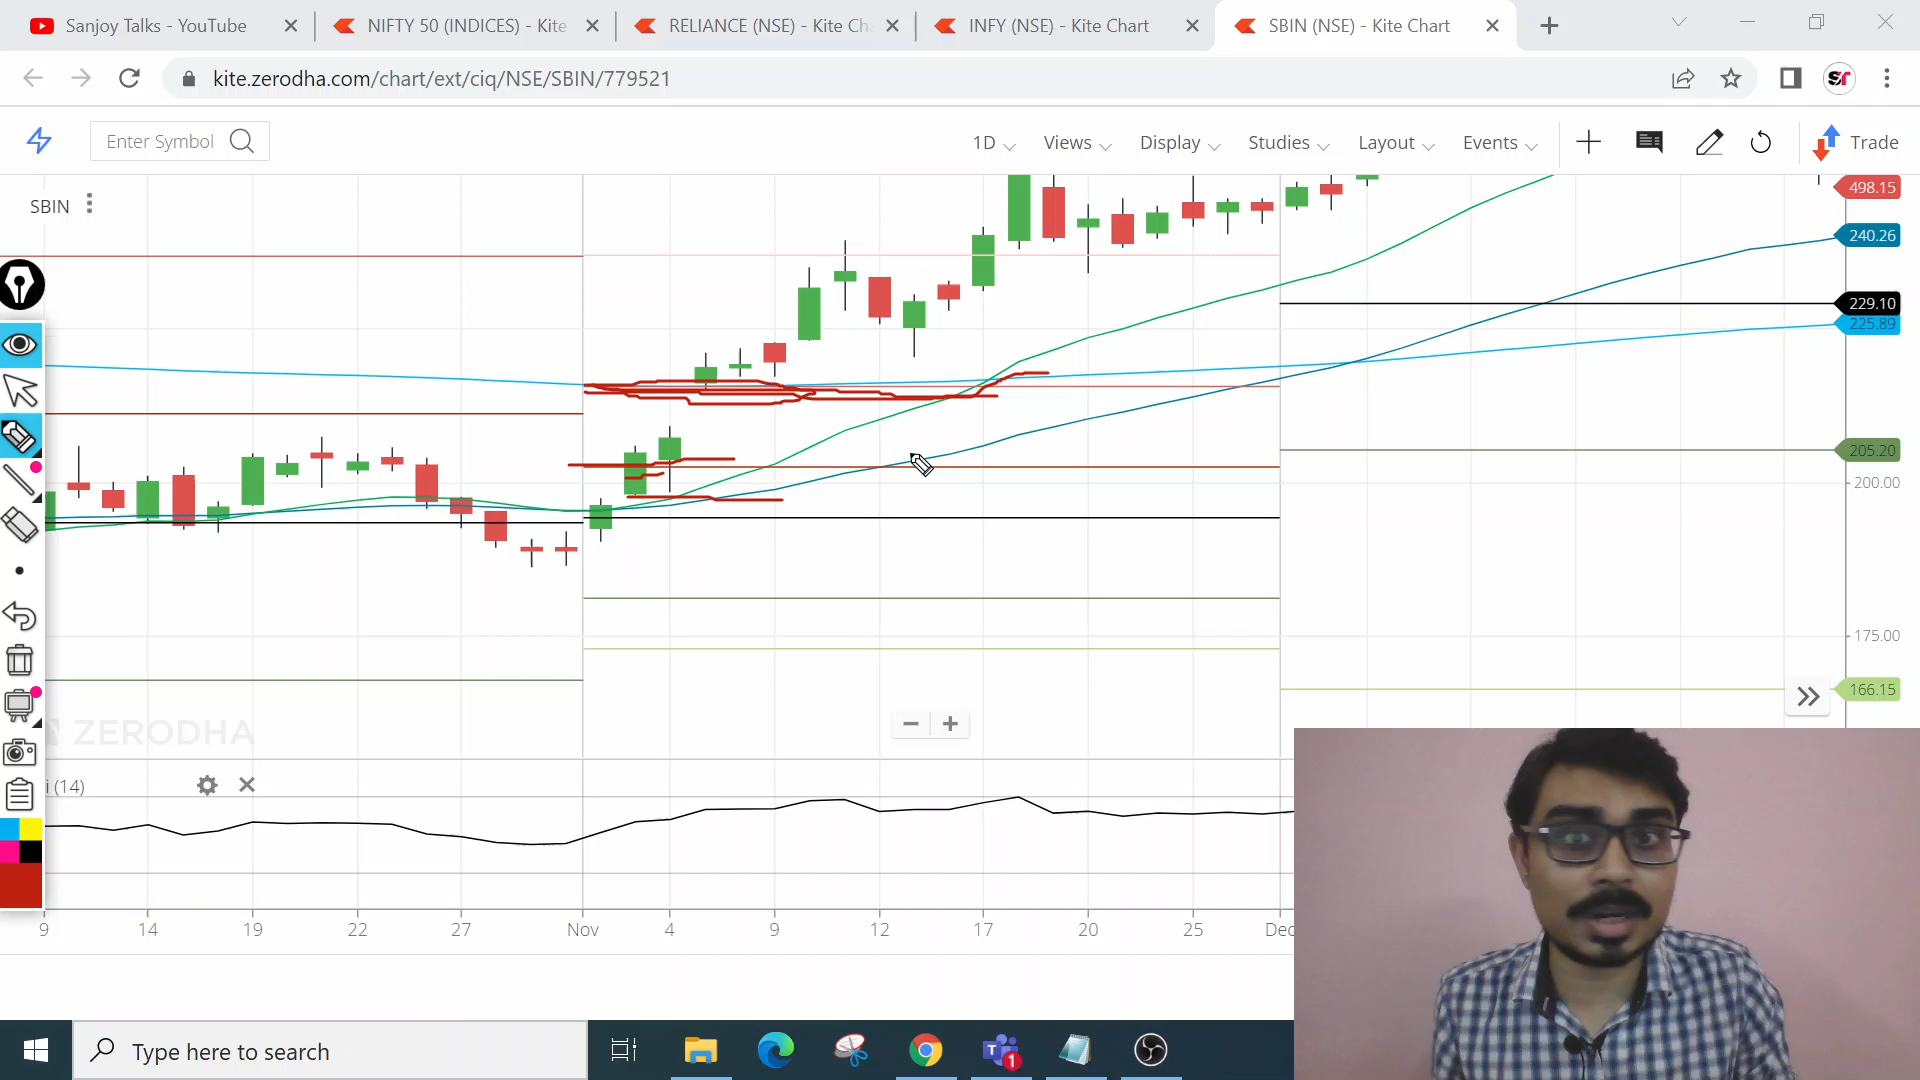 Sanjoy Talks - YouTube
NIFTY 50 (INDICES) - Kite
RELIANCE (NSE) - Kite Cha
INFY (NSE) - Kite Chart
SBIN (NSE) - Kite Chart
kite.zerodha.com/chart/ext/ciq/NSE/SBIN/779521
Enter Symbol
1D
Views
Display
Studies
Layout
Events
Trade
SBIN
498.15
240.26
229.10
225.89
205.20
200.00
175.00
166.15
ZERODHA
i (14)
9
14
19
22
27
Nov
4
9
12
17
20
25
Dec
Type here to search
1